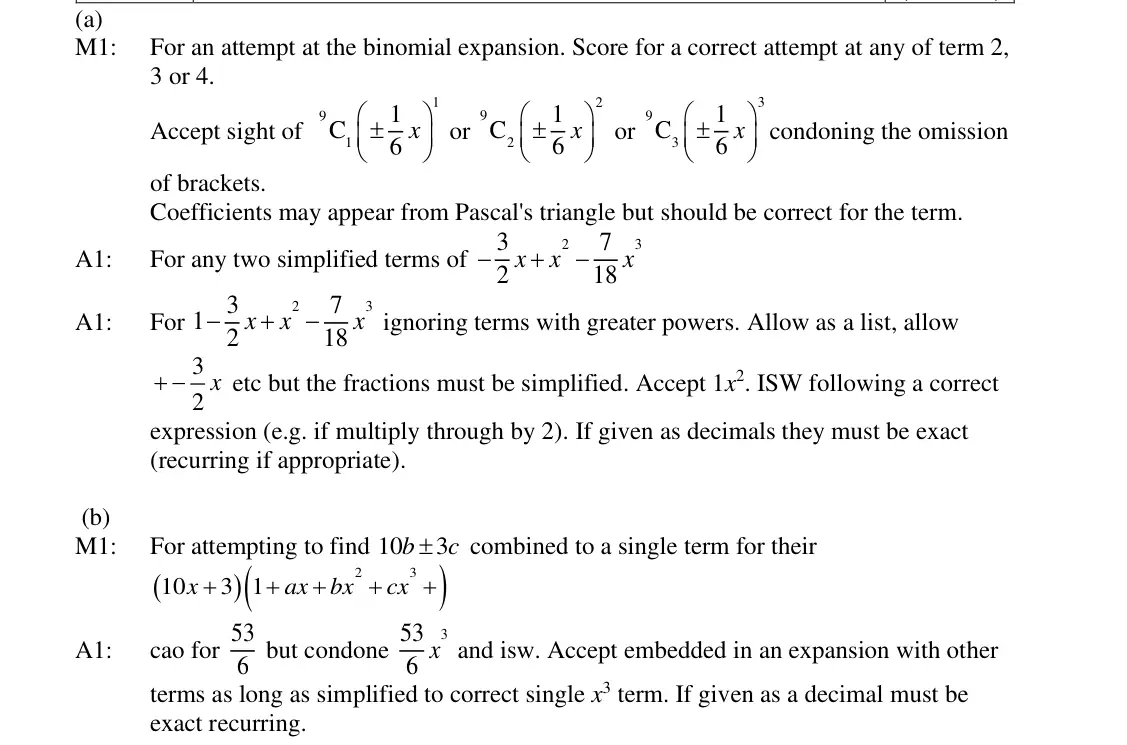 (a)
M1: For an attempt at the binomial expansion. Score for a correct attempt at any of term 2,
3 or 4.
Accept sight of ⁹C₁(±1/6 x)¹ or ⁹C₂(±1/6 x)² or ⁹C₃(±1/6 x)³ condoning the omission
of brackets.
Coefficients may appear from Pascal's triangle but should be correct for the term.
A1: For any two simplified terms of −3/2 x + x² − 7/18 x³
A1: For 1 − 3/2 x + x² − 7/18 x³ ignoring terms with greater powers. Allow as a list, allow
+ − 3/2 x etc but the fractions must be simplified. Accept 1x². ISW following a correct
expression (e.g. if multiply through by 2). If given as decimals they must be exact
(recurring if appropriate).
(b)
M1: For attempting to find 10b ± 3c combined to a single term for their
(10x + 3)(1 + ax + bx² + cx³ +)
A1: cao for 53/6 but condone 53/6 x³ and isw. Accept embedded in an expansion with other
terms as long as simplified to correct single x³ term. If given as a decimal must be
exact recurring.